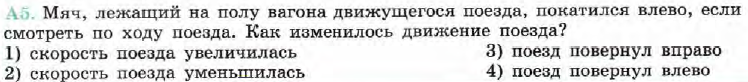 А5. Мяч, лежащий на полу вагона движущегося поезда, покатился влево, если
смотреть по ходу поезда. Как изменилось движение поезда?
1) скорость поезда увеличилась 3) поезд повернул вправо
2) скорость поезда уменьшилась 4) поезд повернул влево